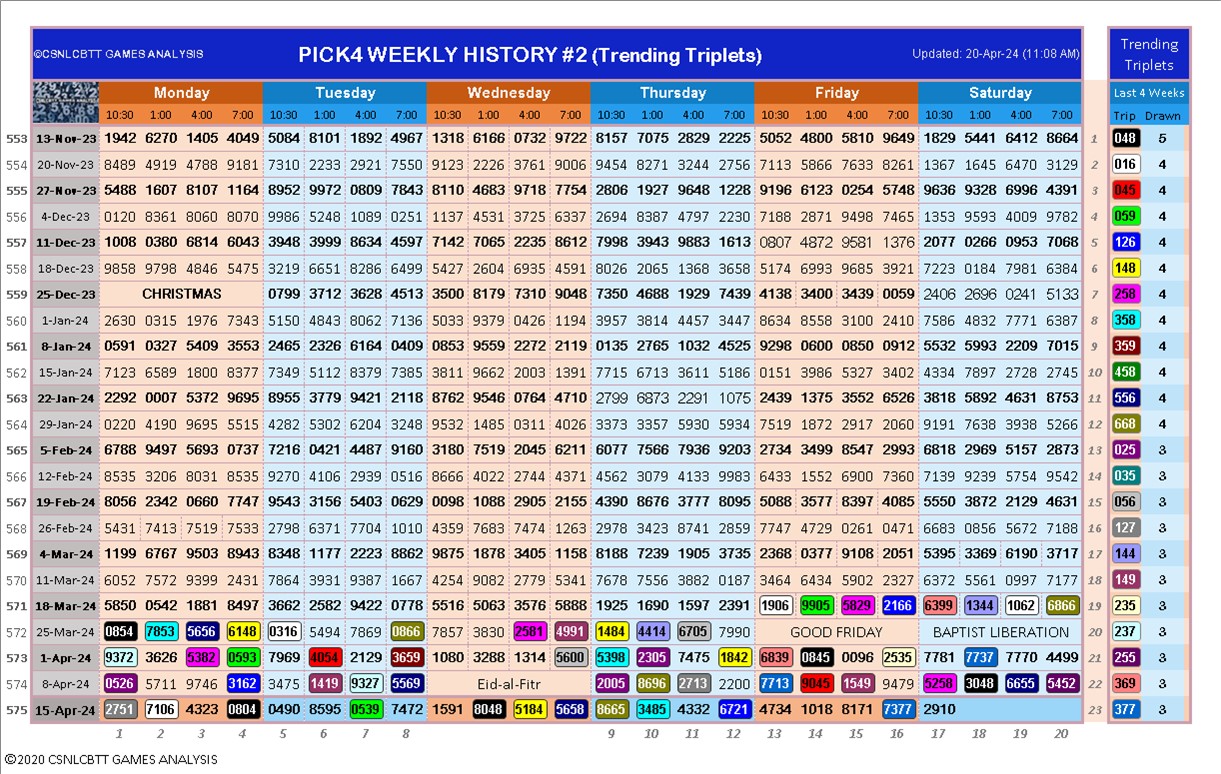 ©CSNLCBTT GAMES ANALYSIS PICK4 WEEKLY HISTORY #2 (Trending Triplets) Updated: 20-Apr-24 (11:08 AM) Trending Triplets
Monday Tuesday Wednesday Thursday Friday Saturday Last 4 Weeks
10:30 1:00 4:00 7:00 10:30 1:00 4:00 7:00 10:30 1:00 4:00 7:00 10:30 1:00 4:00 7:00 10:30 1:00 4:00 7:00 10:30 1:00 4:00 7:00 Trip Drawn
553 13-Nov-23 1942 6270 1405 4049 5084 8101 1892 4967 1318 6166 0732 9722 8157 7075 2829 2225 5052 4800 5810 9649 1829 5441 6412 8664 1 048 5
554 20-Nov-23 8489 4919 4788 9181 7310 2233 2921 7551 9123 2226 3761 9006 9454 8271 3244 2756 7113 5866 7633 8261 1367 1645 6470 3129 2 016 4
555 27-Nov-23 5488 1607 8107 1164 8952 9972 0809 7843 8110 4683 9718 7754 2806 1927 9648 1228 9196 6123 0254 5748 9636 9328 6996 4391 3 045 4
556 4-Dec-23 0120 8361 8060 8070 9986 5248 1089 0251 1137 4531 3725 6337 2694 8387 4797 2230 7188 2871 9498 7465 1353 9593 4009 9782 4 059 4
557 11-Dec-23 1008 0380 6814 6043 3948 3999 8634 4597 7142 7065 2235 8612 7998 3943 9883 1613 0807 4872 9581 1376 2077 0266 0953 7068 5 126 4
558 18-Dec-23 9858 9798 4846 5475 3219 6651 8286 6499 5427 2604 6935 4591 8026 2065 1368 3658 5174 6993 9685 3921 7223 0184 7981 6384 6 148 4
559 25-Dec-23 CHRISTMAS 0799 3712 3628 4513 3500 8179 7310 9048 7350 4688 1929 7439 4138 3400 3439 0059 2406 2696 0241 5133 7 258 4
560 1-Jan-24 2630 0315 1976 7343 5150 4843 8062 7136 5033 9379 0426 1194 3957 3814 4457 3447 8634 8558 3100 2410 7586 4832 7771 6387 8 358 4
561 8-Jan-24 0591 0327 5409 3553 2465 2326 6164 0409 0853 9559 2272 2119 0135 2765 1032 4525 9298 0600 0850 0912 5532 5993 2209 7015 9 359 4
562 15-Jan-24 7123 6589 1800 8377 7349 5112 8379 7385 3811 9662 2003 1391 7715 6713 3611 5186 0151 3986 5327 3402 4334 7897 2728 2745 10 458 4
563 22-Jan-24 2292 0007 5372 9695 8955 3779 9421 2118 8762 9546 0764 4710 2799 6873 2291 1075 2439 1375 3552 6526 3818 5892 4631 8753 11 556 4
564 29-Jan-24 0220 4190 9695 5515 4282 5302 6204 3248 9532 1485 0311 4026 3373 3357 5930 5934 7519 1872 2917 2060 9191 7638 3938 5266 12 668 4
565 5-Feb-24 6788 9497 5693 0737 7216 0421 4487 9160 3180 7519 2045 6211 6077 7566 7936 9203 2734 3499 8547 2993 6818 2969 5157 2873 13 025 3
566 12-Feb-24 8535 3206 8031 8535 9270 4106 2939 0516 8666 4022 2744 4371 4562 3079 4133 9983 6433 1552 6900 7360 7139 9239 5754 9542 14 035 3
567 19-Feb-24 8056 2342 0660 7747 9543 3156 5403 0629 0098 1088 2905 2155 4390 8676 3777 8095 5088 3577 8397 4085 5550 3872 2129 4631 15 056 3
568 26-Feb-24 5431 7413 7519 7533 2798 6371 7704 1010 4359 7683 7474 1263 2978 3423 8741 2859 7747 4729 0261 0471 6683 0856 5672 7188 16 127 3
569 4-Mar-24 1199 6767 9503 8943 8348 1177 2223 8862 9875 1878 3405 1158 8188 7239 1905 3735 2368 0377 9108 2051 5395 3369 6190 3717 17 144 3
570 11-Mar-24 6052 7572 9399 2431 7864 3931 9387 1667 4254 9082 2779 5341 7678 7556 3882 0187 3464 6434 5902 2327 6372 5561 0997 7177 18 149 3
571 18-Mar-24 5850 0542 1881 8497 3662 2582 9422 0778 5516 5063 3576 5888 1925 1690 1597 2391 1906 9905 5829 2166 6399 1344 1062 6866 19 235 3
572 25-Mar-24 0854 7853 5656 6148 0316 5494 7869 0866 7857 3830 2581 4991 1484 4414 6705 7990 GOOD FRIDAY BAPTIST LIBERATION 20 237 3
573 1-Apr-24 9372 3626 5382 0593 7969 4054 2129 3659 1080 3288 1314 5600 5398 2305 7475 1842 6839 0845 0096 2535 7781 7737 7770 4499 21 255 3
574 8-Apr-24 0526 5711 9746 3162 3475 1419 9327 5569 Eid-al-Fitr 2005 8696 2713 2200 7713 9045 1549 9479 5258 3048 6655 5452 22 369 3
575 15-Apr-24 2751 7106 4323 0804 0490 8595 0539 7472 1591 8048 5184 5658 8665 3485 4332 6721 4734 1018 8171 7377 2910 23 377 3
1 2 3 4 5 6 7 8 9 10 11 12 13 14 15 16 17 18 19 20
©2020 CSNLCBTT GAMES ANALYSIS